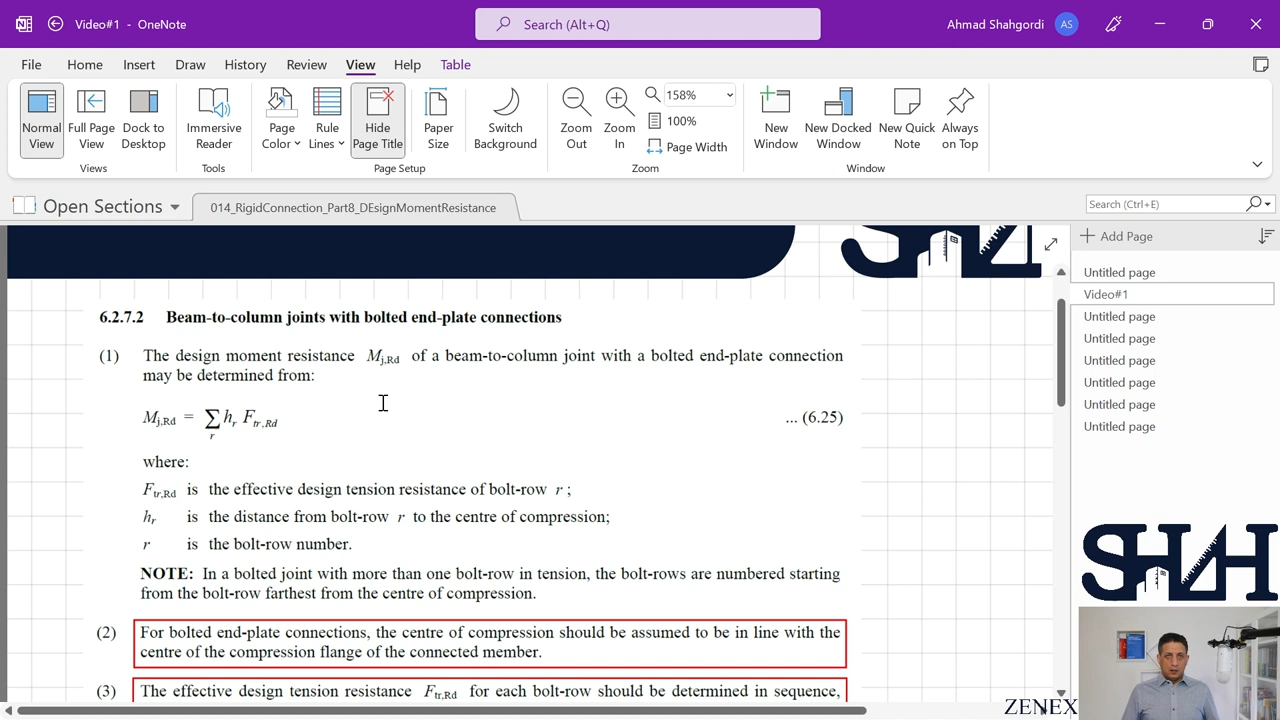 Video#1 - OneNote
Search (Alt+Q)
Ahmad Shahgordi AS
File Home Insert Draw History Review View Help Table
Normal View
Full Page View
Dock to Desktop
Views
Immersive Reader
Tools
Page Color
Rule Lines
Hide Page Title
Paper Size
Page Setup
Switch Background
Zoom Out
Zoom In
158%
100%
Page Width
Zoom
New Window
New Docked Window
New Quick Note
Always on Top
Window
Open Sections
014_RigidConnection_Part8_DEsignMomentResistance
Search (Ctrl+E)
Add Page
Untitled page
Video#1
Untitled page
Untitled page
Untitled page
Untitled page
Untitled page
Untitled page
6.2.7.2 Beam-to-column joints with bolted end-plate connections
(1) The design moment resistance Mj,Rd of a beam-to-column joint with a bolted end-plate connection
may be determined from:
Mj,Rd = ∑r hr Ftr,Rd ... (6.25)
where:
Ftr,Rd is the effective design tension resistance of bolt-row r ;
hr is the distance from bolt-row r to the centre of compression;
r is the bolt-row number.
NOTE: In a bolted joint with more than one bolt-row in tension, the bolt-rows are numbered starting
from the bolt-row farthest from the centre of compression.
(2) For bolted end-plate connections, the centre of compression should be assumed to be in line with the
centre of the compression flange of the connected member.
(3) The effective design tension resistance Ftr,Rd for each bolt-row should be determined in sequence,
ZENEX